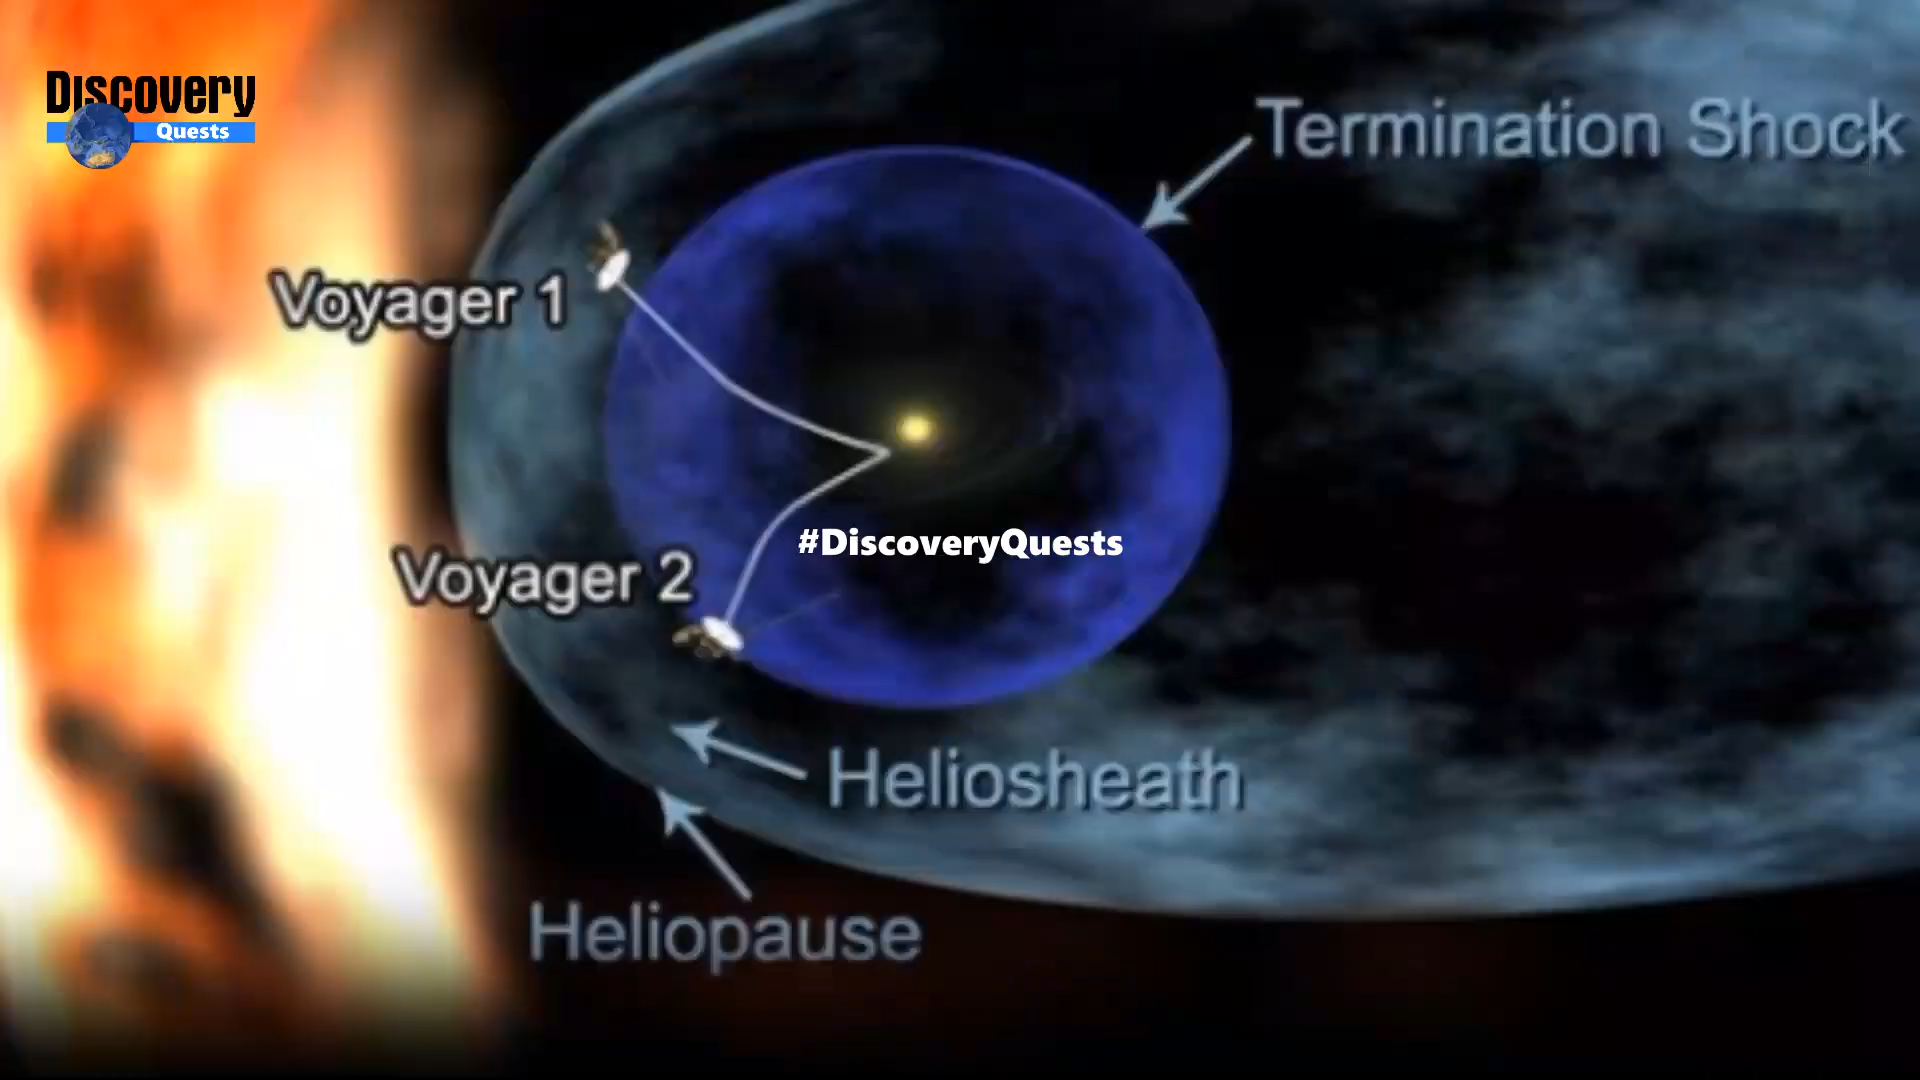 Discovery
Quests
Termination Shock
Voyager 1
#DiscoveryQuests
Voyager 2
Heliosheath
Heliopause